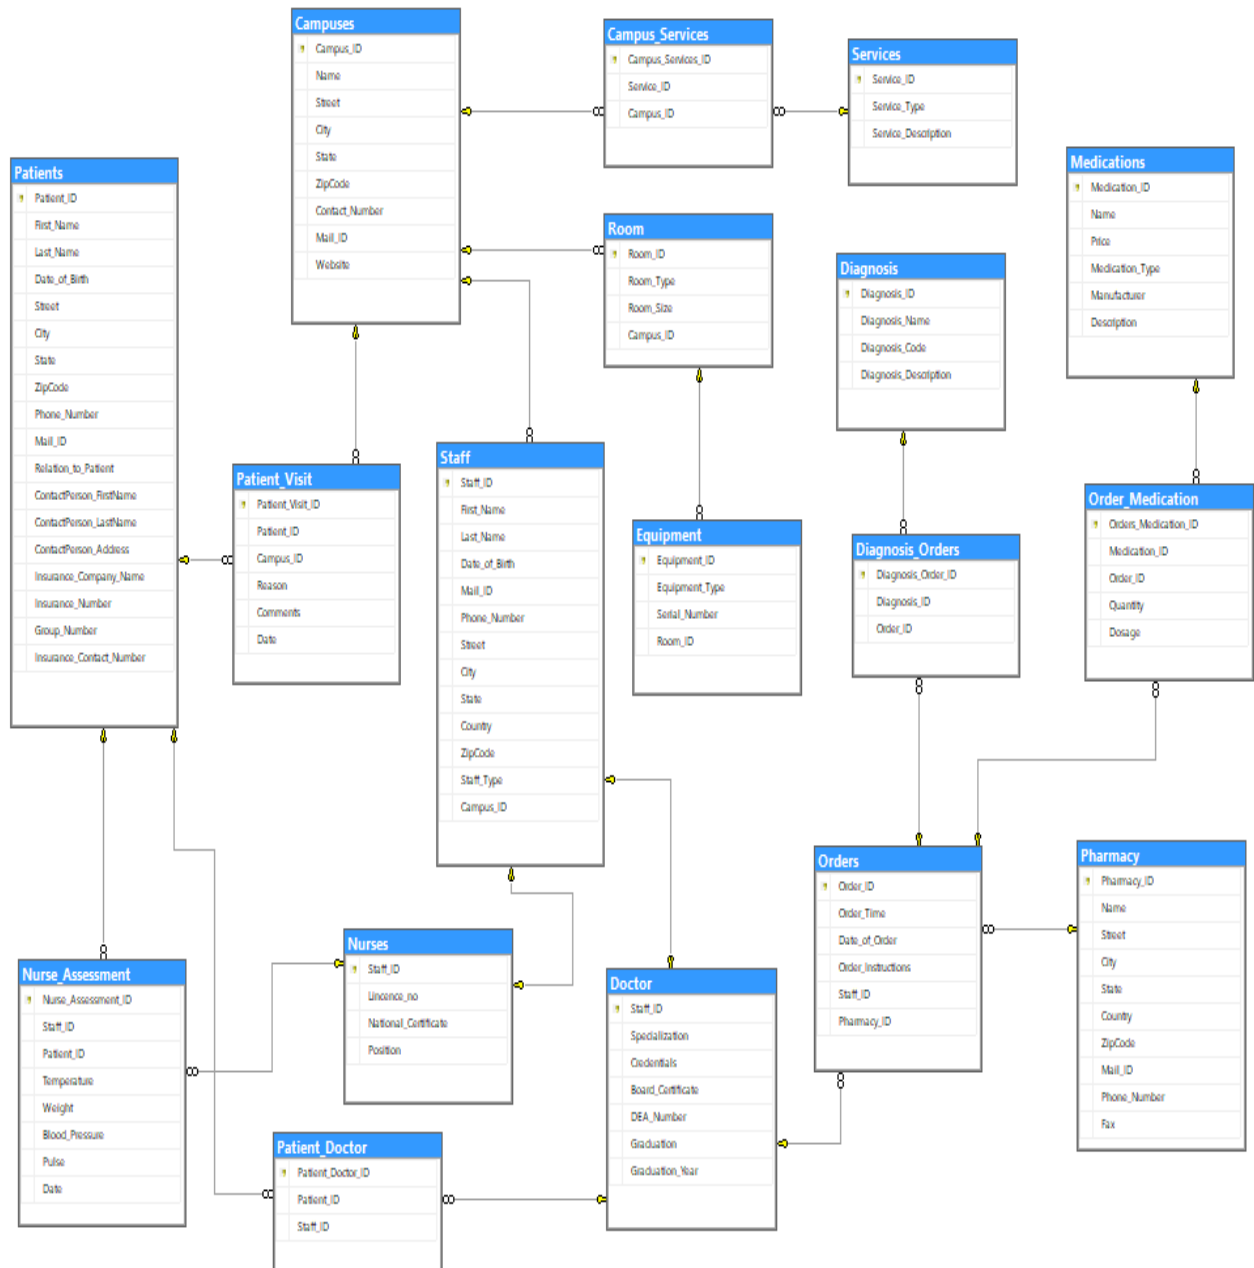 Campuses
Campus_ID
Name
Street
City
State
ZipCode
Contact_Number
Mail_ID
Website
Campus_Services
Campus_Services_ID
Service_ID
Campus_ID
Services
Service_ID
Service_Type
Service_Description
Patients
Patient_ID
First_Name
Last_Name
Date_of_Birth
Street
City
State
ZipCode
Phone_Number
Mail_ID
Relation_to_Patient
ContactPerson_FirstName
ContactPerson_LastName
ContactPerson_Address
Insurance_Company_Name
Insurance_Number
Group_Number
Insurance_Contact_Number
Room
Room_ID
Room_Type
Room_Size
Campus_ID
Diagnosis
Diagnosis_ID
Diagnosis_Name
Diagnosis_Code
Diagnosis_Description
Medications
Medication_ID
Name
Price
Medication_Type
Manufacturer
Description
Patient_Visit
Patient_Visit_ID
Patient_ID
Campus_ID
Reason
Comments
Date
Staff
Staff_ID
First_Name
Last_Name
Date_of_Birth
Mail_ID
Phone_Number
Street
City
State
Country
ZipCode
Staff_Type
Campus_ID
Equipment
Equipment_ID
Equipment_Type
Serial_Number
Room_ID
Diagnosis_Orders
Diagnosis_Order_ID
Diagnosis_ID
Order_ID
Order_Medication
Orders_Medication_ID
Medication_ID
Order_ID
Quantity
Dosage
Nurse_Assessment
Nurse_Assessment_ID
Staff_ID
Patient_ID
Temperature
Weight
Blood_Pressure
Pulse
Date
Nurses
Staff_ID
Lincence_no
National_Certificate
Position
Doctor
Staff_ID
Specialization
Credentials
Board_Certificate
DEA_Number
Graduation
Graduation_Year
Orders
Order_ID
Order_Time
Date_of_Order
Order_Instructions
Staff_ID
Pharmacy_ID
Pharmacy
Pharmacy_ID
Name
Street
City
State
Country
ZipCode
Mail_ID
Phone_Number
Fax
Patient_Doctor
Patient_Doctor_ID
Patient_ID
Staff_ID